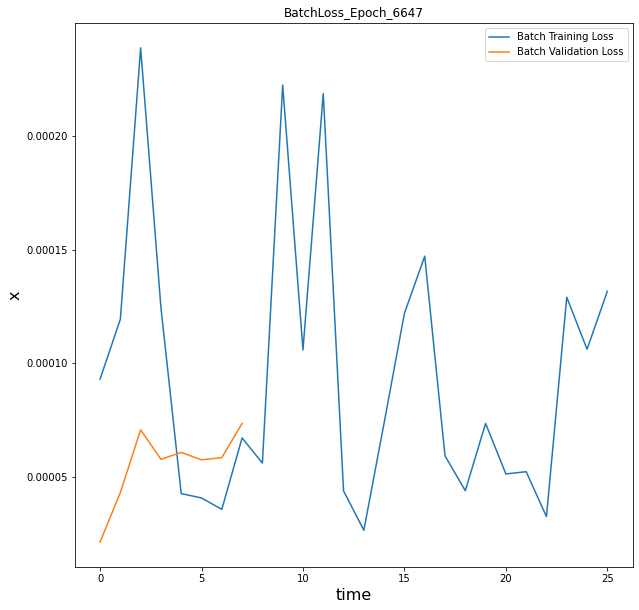 BatchLoss_Epoch_6647
Batch Training Loss
Batch Validation Loss
0.00020
0.00015
0.00010
0.00005
x
0 5 10 15 20 25
time